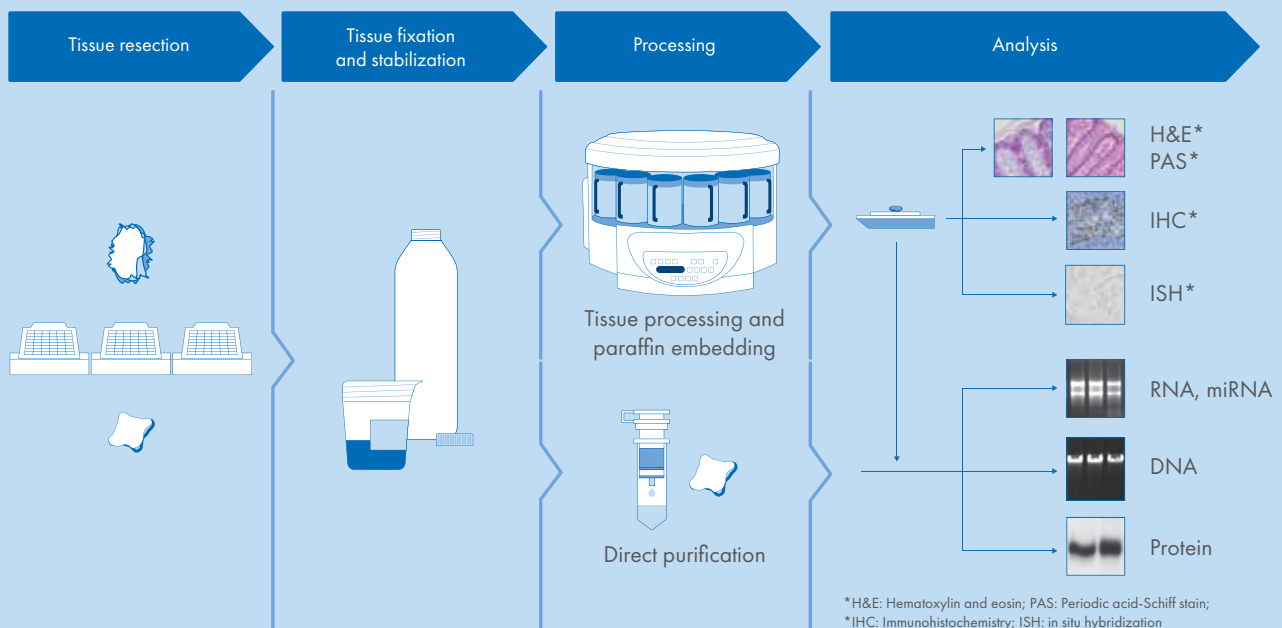 Tissue resection
Tissue fixation
and stabilization
Processing
Analysis
H&E*
PAS*
IHC*
ISH*
Tissue processing and
paraffin embedding
RNA, miRNA
DNA
Direct purification
Protein
*H&E: Hematoxylin and eosin; PAS: Periodic acid-Schiff stain;
*IHC: Immunohistochemistry; ISH: in situ hybridization